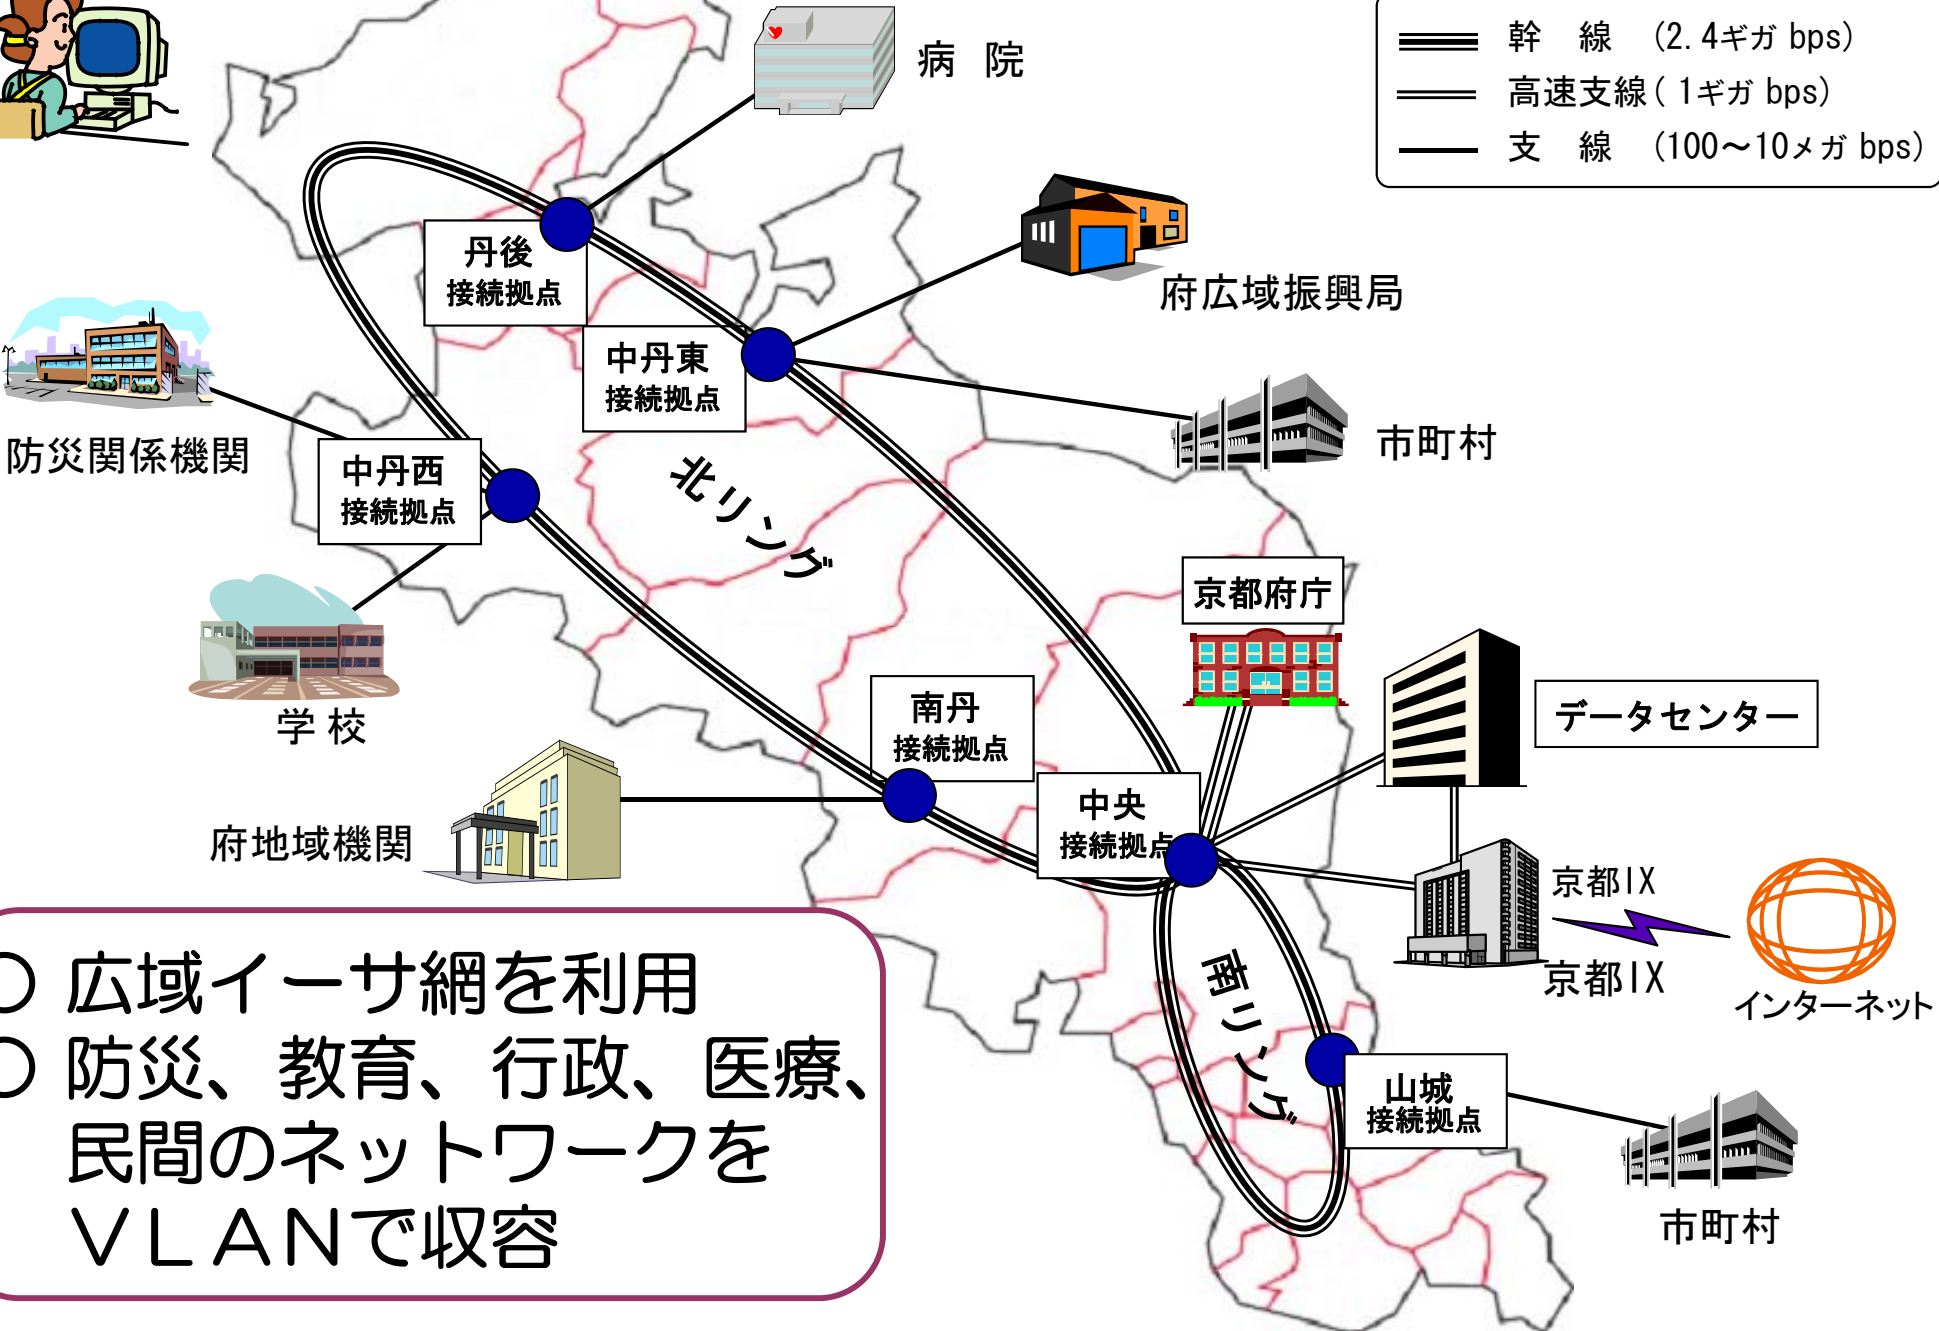 病 院
幹 線 (2.4ギガ bps)
高速支線( 1ギガ bps)
支 線 (100～10メガ bps)
丹後
接続拠点
府広域振興局
中丹東
接続拠点
市町村
防災関係機関
中丹西
接続拠点
北リング
京都府庁
学 校
南丹
接続拠点
データセンター
中央
接続拠点
府地域機関
京都IX
京都IX
インターネット
南リング
山城
接続拠点
市町村
○ 広域イーサ網を利用
○ 防災、教育、行政、医療、
民間のネットワークを
ＶＬＡＮで収容